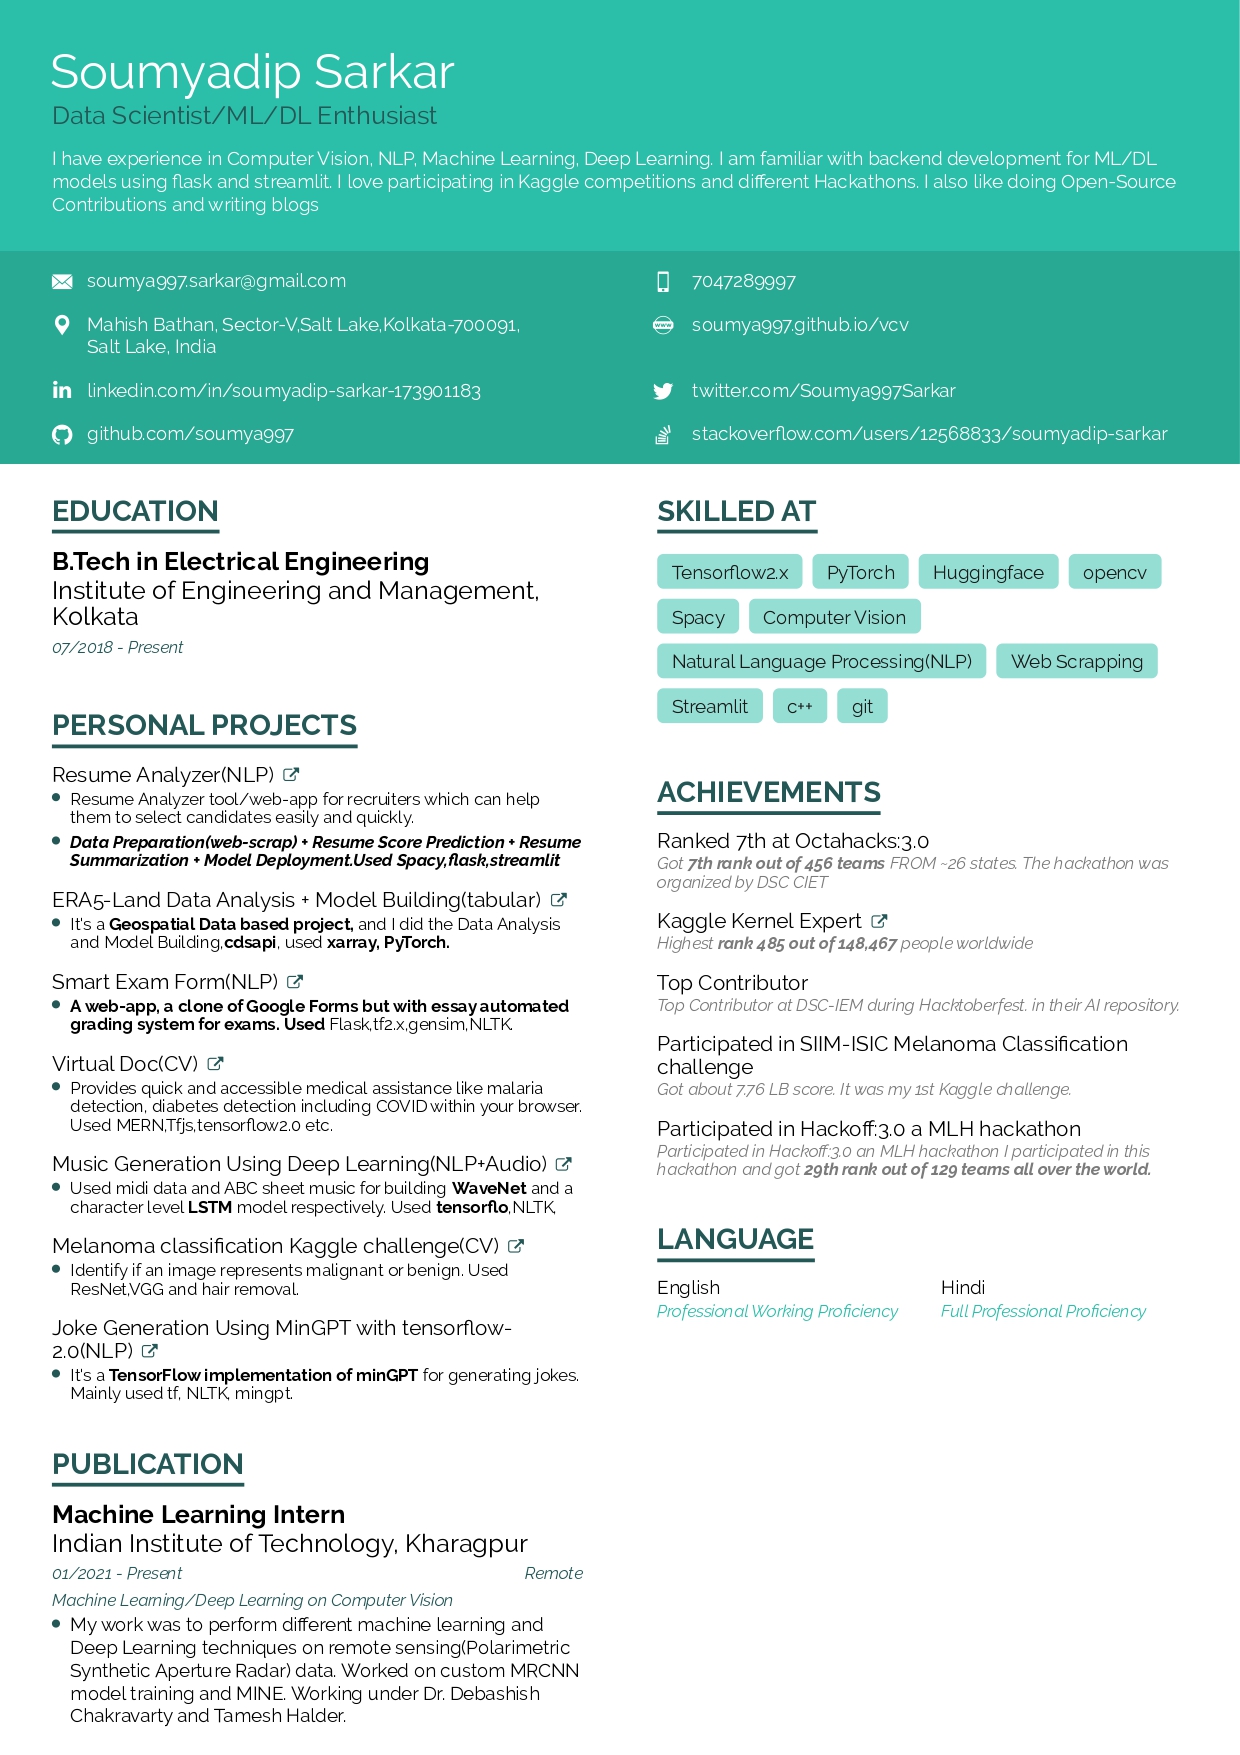 Soumyadip Sarkar
Data Scientist/ML/DL Enthusiast
I have experience in Computer Vision, NLP, Machine Learning, Deep Learning. I am familiar with backend development for ML/DL
models using flask and streamlit. I love participating in Kaggle competitions and different Hackathons. I also like doing Open-Source
Contributions and writing blogs
soumya997.sarkar@gmail.com
7047289997
Mahish Bathan, Sector-V,Salt Lake,Kolkata-700091,
Salt Lake, India
soumya997.github.io/vcv
linkedin.com/in/soumyadip-sarkar-173901183
twitter.com/Soumya997Sarkar
github.com/soumya997
stackoverflow.com/users/12568833/soumyadip-sarkar
EDUCATION
B.Tech in Electrical Engineering
Institute of Engineering and Management,
Kolkata
07/2018 - Present
PERSONAL PROJECTS
Resume Analyzer(NLP)
Resume Analyzer tool/web-app for recruiters which can help
them to select candidates easily and quickly.
Data Preparation(web-scrap) + Resume Score Prediction + Resume
Summarization + Model Deployment.Used Spacy,flask,streamlit
ERA5-Land Data Analysis + Model Building(tabular)
It's a Geospatial Data based project, and I did the Data Analysis
and Model Building,cdsapi, used xarray, PyTorch.
Smart Exam Form(NLP)
A web-app, a clone of Google Forms but with essay automated
grading system for exams. Used Flask,tf2.x,gensim,NLTK.
Virtual Doc(CV)
Provides quick and accessible medical assistance like malaria
detection, diabetes detection including COVID within your browser.
Used MERN,Tfjs,tensorflow2.0 etc.
Music Generation Using Deep Learning(NLP+Audio)
Used midi data and ABC sheet music for building WaveNet and a
character level LSTM model respectively. Used tensorflo,NLTK,
Melanoma classification Kaggle challenge(CV)
Identify if an image represents malignant or benign. Used
ResNet,VGG and hair removal.
Joke Generation Using MinGPT with tensorflow-
2.0(NLP)
It's a TensorFlow implementation of minGPT for generating jokes.
Mainly used tf, NLTK, mingpt.
PUBLICATION
Machine Learning Intern
Indian Institute of Technology, Kharagpur
01/2021 - Present
Remote
Machine Learning/Deep Learning on Computer Vision
My work was to perform different machine learning and
Deep Learning techniques on remote sensing(Polarimetric
Synthetic Aperture Radar) data. Worked on custom MRCNN
model training and MINE. Working under Dr. Debashish
Chakravarty and Tamesh Halder.
SKILLED AT
Tensorflow2.x PyTorch Huggingface opencv
Spacy Computer Vision
Natural Language Processing(NLP) Web Scrapping
Streamlit c++ git
ACHIEVEMENTS
Ranked 7th at Octahacks:3.0
Got 7th rank out of 456 teams FROM ~26 states. The hackathon was
organized by DSC CIET
Kaggle Kernel Expert
Highest rank 485 out of 148,467 people worldwide
Top Contributor
Top Contributor at DSC-IEM during Hacktoberfest. in their AI repository.
Participated in SIIM-ISIC Melanoma Classification
challenge
Got about 7.76 LB score. It was my 1st Kaggle challenge.
Participated in Hackoff:3.0 a MLH hackathon
Participated in Hackoff:3.0 an MLH hackathon I participated in this
hackathon and got 29th rank out of 129 teams all over the world.
LANGUAGE
English
Professional Working Proficiency
Hindi
Full Professional Proficiency